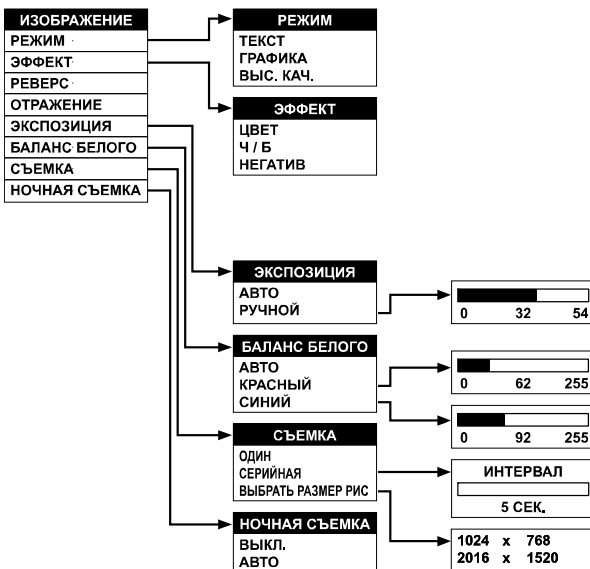 ИЗОБРАЖЕНИЕ
РЕЖИМ
ЭФФЕКТ
РЕВЕРС
ОТРАЖЕНИЕ
ЭКСПОЗИЦИЯ
БАЛАНС БЕЛОГО
СЪЕМКА
НОЧНАЯ СЪЕМКА
РЕЖИМ
ТЕКСТ
ГРАФИКА
ВЫС. КАЧ.
ЭФФЕКТ
ЦВЕТ
Ч / Б
НЕГАТИВ
ЭКСПОЗИЦИЯ
АВТО
РУЧНОЙ
0 32 54
БАЛАНС БЕЛОГО
АВТО
КРАСНЫЙ
СИНИЙ
0 62 255
0 92 255
СЪЕМКА
ОДИН
СЕРИЙНАЯ
ВЫБРАТЬ РАЗМЕР РИС
ИНТЕРВАЛ
5 СЕК.
НОЧНАЯ СЪЕМКА
ВЫКЛ.
АВТО
1024 x 768
2016 x 1520